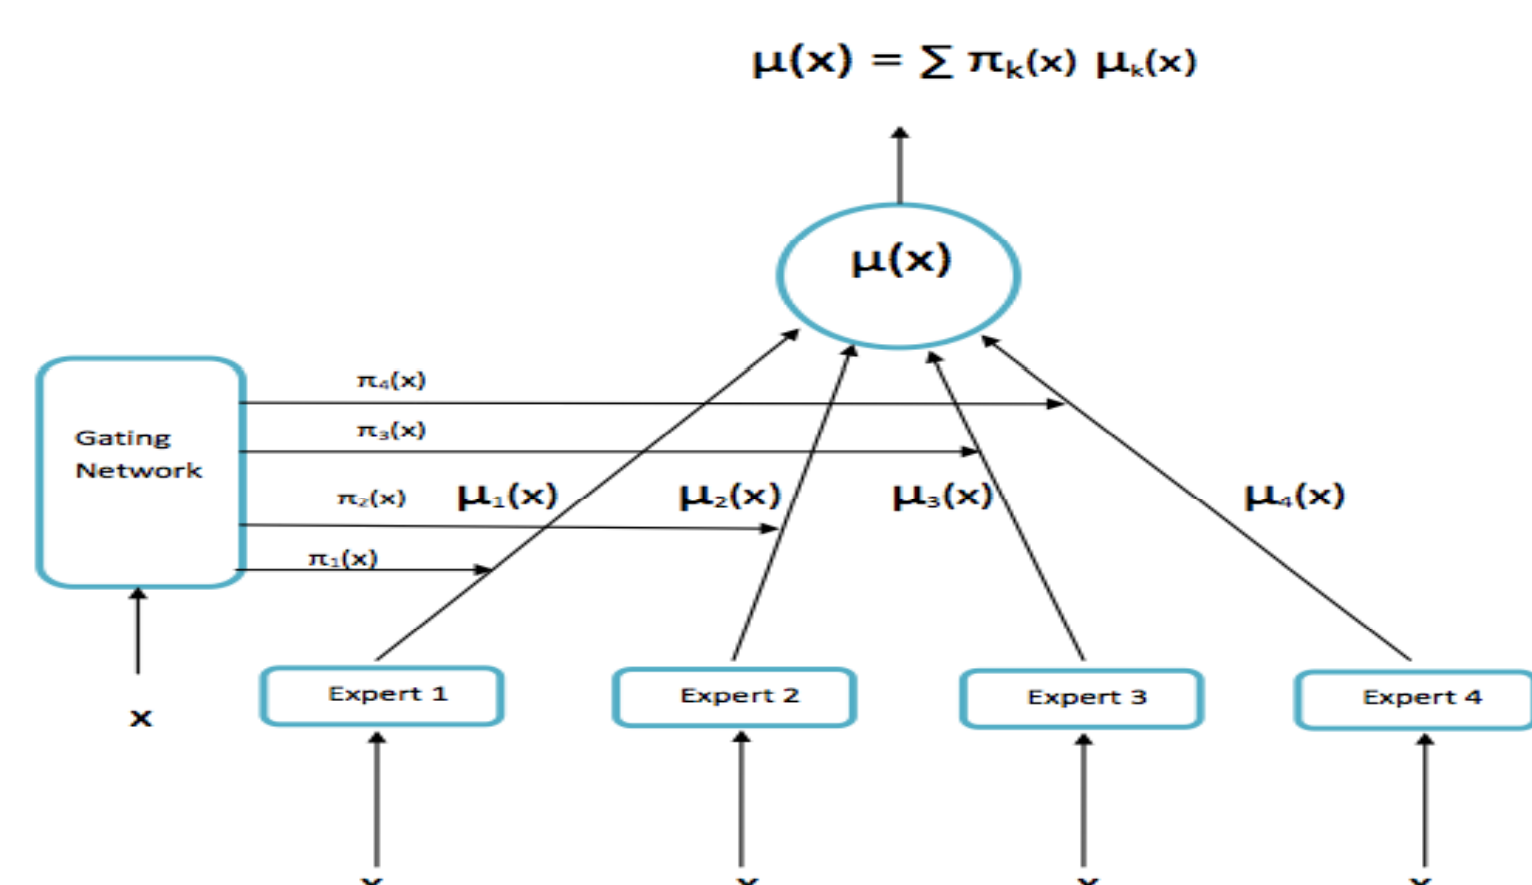 μ(x) = ∑ πₖ(x) μₖ(x)
μ(x)
π₄(x)
π₃(x)
Gating
Network
π₂(x)
μ₁(x)
μ₂(x)
μ₃(x)
μ₄(x)
π₁(x)
x
Expert 1
Expert 2
Expert 3
Expert 4
x
x
x
x